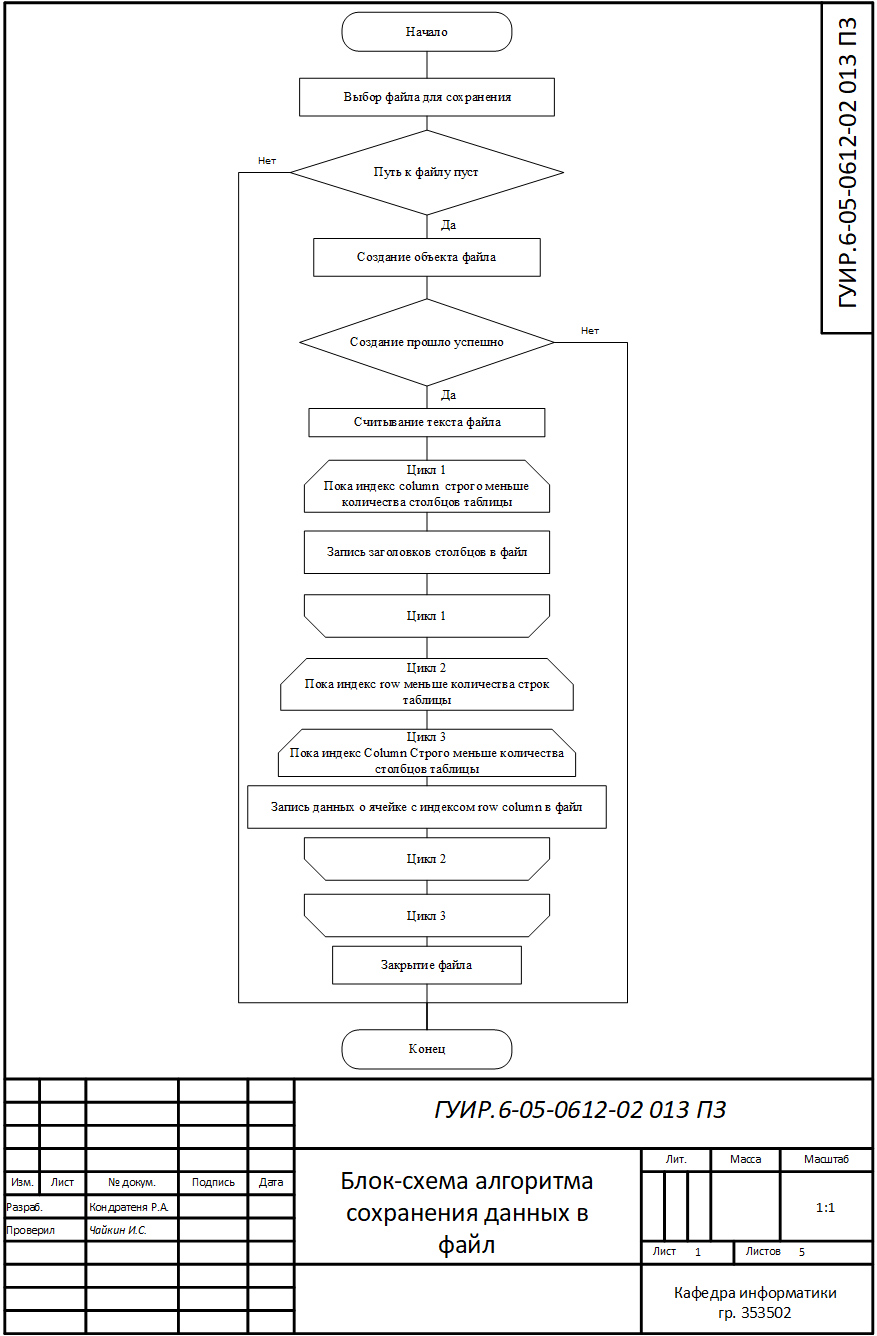 Начало
ГУИР.6-05-0612-02 013 ПЗ
Выбор файла для сохранения
Нет
Путь к файлу пуст
Да
Создание объекта файла
Нет
Создание прошло успешно
Да
Считывание текста файла
Цикл 1
Пока индекс column строго меньше
количества столбцов таблицы
Запись заголовков столбцов в файл
Цикл 1
Цикл 2
Пока индекс row меньше количества строк
таблицы
Цикл 3
Пока индекс Column Строго меньше количества
столбцов таблицы
Запись данных о ячейке с индексом row column в файл
Цикл 2
Цикл 3
Закрытие файла
Конец
ГУИР.6-05-0612-02 013 ПЗ
Изм. Лист № докум. Подпись Дата
Разраб. Кондратеня Р.А.
Проверил Чайкин И.С.
Блок-схема алгоритма
сохранения данных в
файл
Лит. Масса Масштаб
1:1
Лист 1 Листов 5
Кафедра информатики
гр. 353502